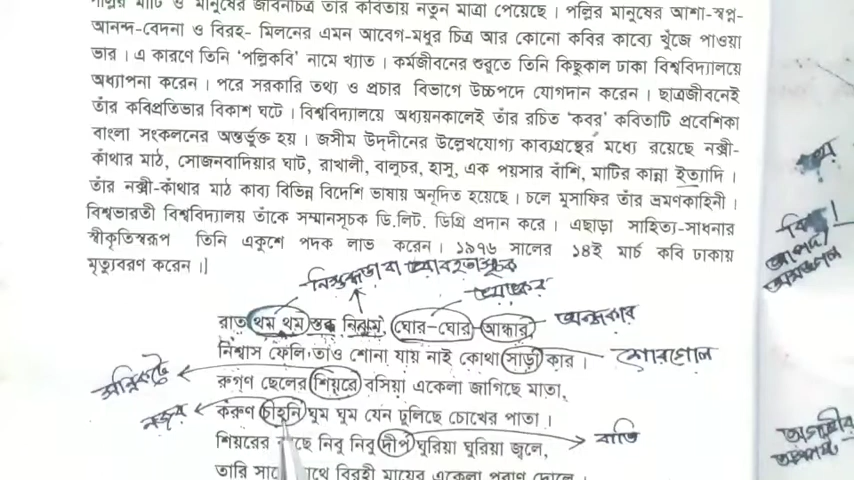 পল্লির মাটি ও মানুষের জীবনচিত্র তাঁর কবিতায় নতুন মাত্রা পেয়েছে। পল্লির মানুষের আশা-স্বপ্ন-
আনন্দ-বেদনা ও বিরহ- মিলনের এমন আবেগ-মধুর চিত্র আর কোনো কবির কাব্যে খুঁজে পাওয়া
ভার। এ কারণে তিনি 'পল্লিকবি' নামে খ্যাত। কর্মজীবনের শুরুতে তিনি কিছুকাল ঢাকা বিশ্ববিদ্যালয়ে
অধ্যাপনা করেন। পরে সরকারি তথ্য ও প্রচার বিভাগে উচ্চপদে যোগদান করেন। ছাত্রজীবনেই
তাঁর কবিপ্রতিভার বিকাশ ঘটে। বিশ্ববিদ্যালয়ে অধ্যয়নকালেই তাঁর রচিত 'কবর' কবিতাটি প্রবেশিকা
বাংলা সংকলনের অন্তর্ভুক্ত হয়। জসীম উদ্‌দীনের উল্লেখযোগ্য কাব্যগ্রন্থের মধ্যে রয়েছে নক্সী-
কাঁথার মাঠ, সোজনবাদিয়ার ঘাট, রাখালী, বালুচর, হাসু, এক পয়সার বাঁশি, মাটির কান্না ইত্যাদি।
তাঁর নক্সী-কাঁথার মাঠ কাব্য বিভিন্ন বিদেশি ভাষায় অনূদিত হয়েছে। চলে মুসাফির তাঁর ভ্রমণকাহিনী।
বিশ্বভারতী বিশ্ববিদ্যালয় তাঁকে সম্মানসূচক ডি.লিট. ডিগ্রি প্রদান করে। এছাড়া সাহিত্য-সাধনার
স্বীকৃতিস্বরূপ তিনি একুশে পদক লাভ করেন। ১৯৭৬ সালের ১৪ই মার্চ কবি ঢাকায়
মৃত্যুবরণ করেন।]
রাত থম থম স্তব্ধ নিঝুম, ঘোর-ঘোর-আন্ধার, অন্ধকার
নিশ্বাস ফেলি তাও শোনা যায় নাই কোথা সাড়া কার। শোরগোল
রুগ্‌ণ ছেলের শিয়রে বসিয়া একেলা জাগিছে মাতা,
নজর করুণ চাহনি ঘুম ঘুম যেন ঢুলিছে চোখের পাতা।
শিয়রের কাছে নিবু নিবু দীপ ঘুরিয়া ঘুরিয়া জ্বলে, বাতি
তারি সাথে সাথে বিরহী মায়ের একেলা পরাণ দোলে।